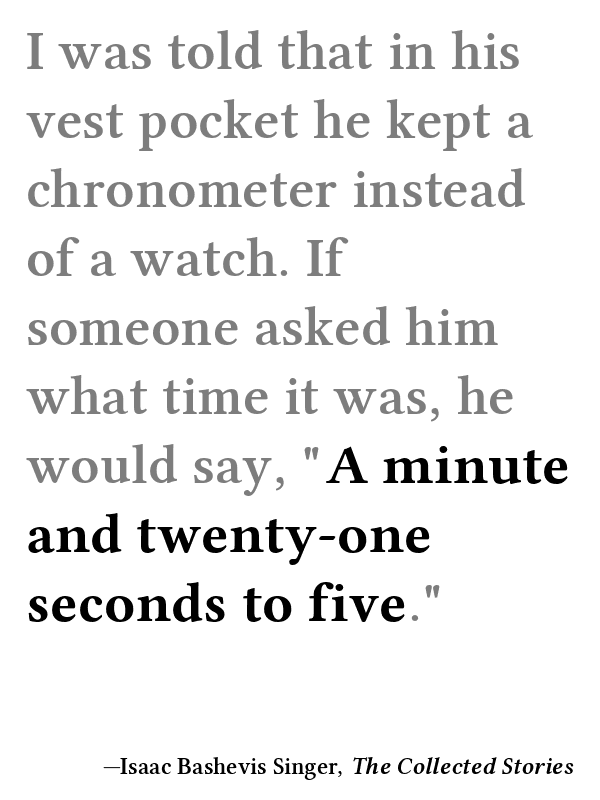 I was told that in his
vest pocket he kept a
chronometer instead
of a watch. If
someone asked him
what time it was, he
would say, "A minute
and twenty-one
seconds to five."
—Isaac Bashevis Singer, The Collected Stories